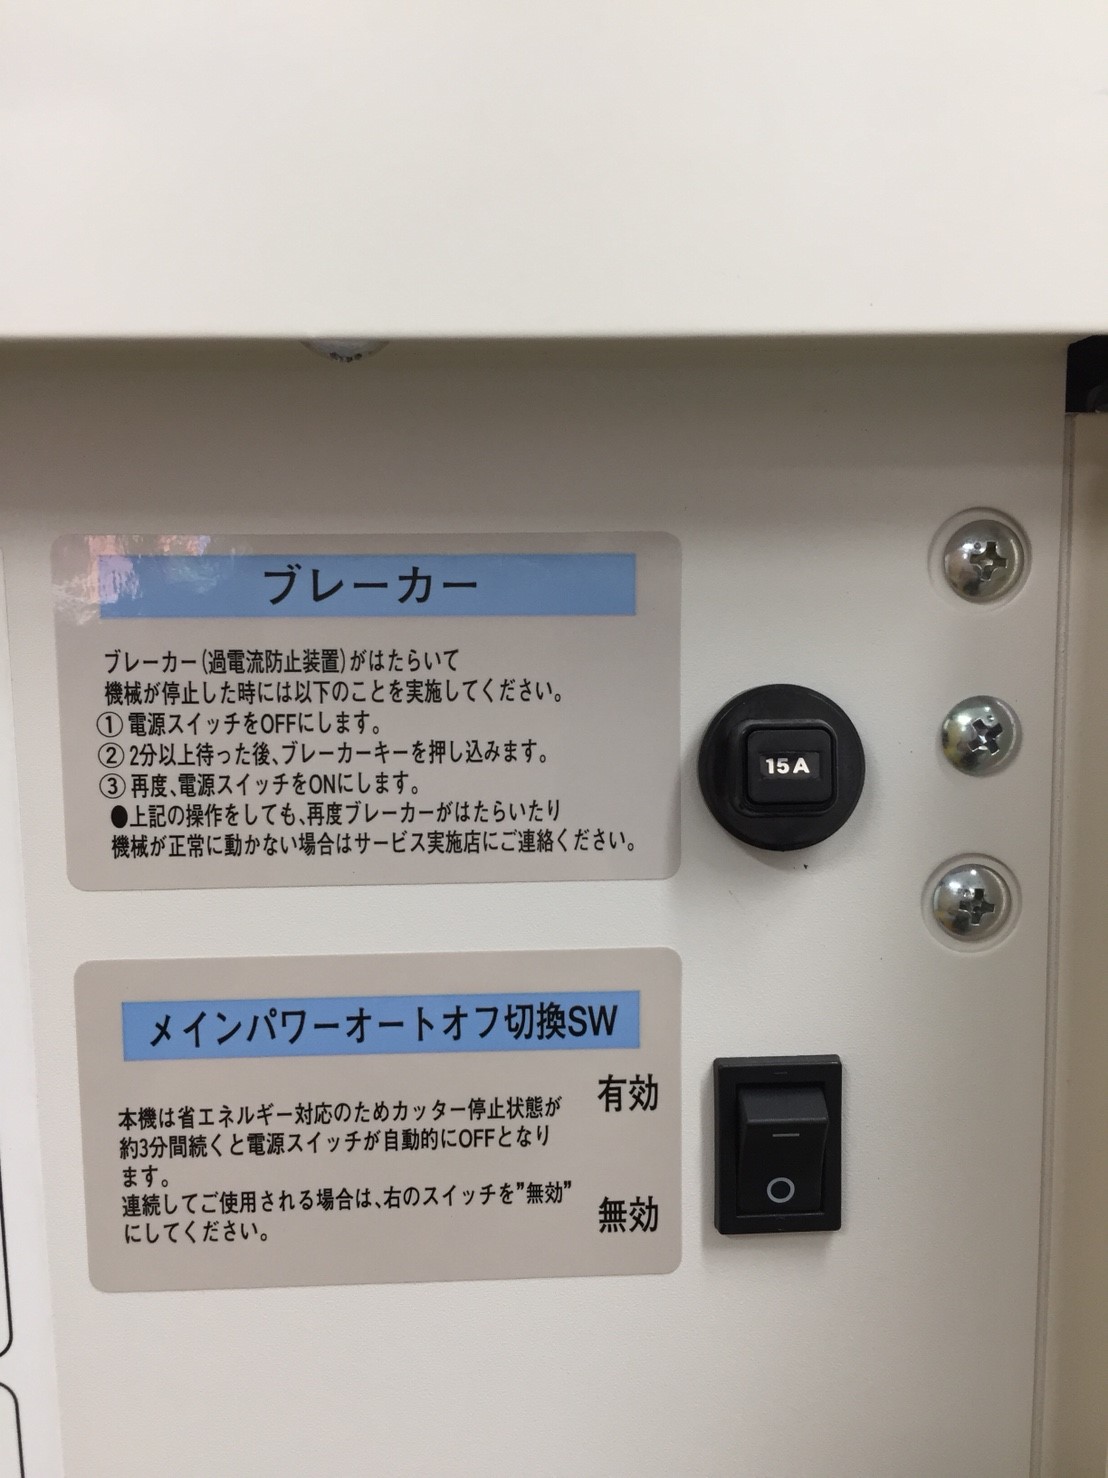 ブレーカー
ブレーカー(過電流防止装置)がはたらいて
機械が停止した時には以下のことを実施してください。
① 電源スイッチをOFFにします。
② 2分以上待った後、ブレーカーキーを押し込みます。
③ 再度、電源スイッチをONにします。
●上記の操作をしても、再度ブレーカーがはたらいたり
機械が正常に動かない場合はサービス実施店にご連絡ください。
15A
メインパワーオートオフ切換SW
有効
本機は省エネルギー対応のためカッター停止状態が
約3分間続くと電源スイッチが自動的にOFFとなり
ます。
連続してご使用される場合は、右のスイッチを”無効”
にしてください。
無効